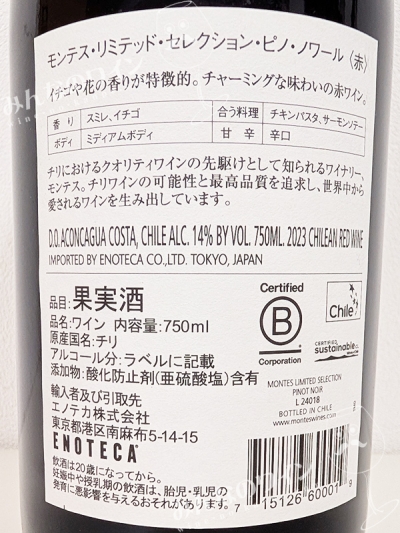 モンテス・リミテッド・セレクション・ピノ・ノワール〈赤〉
イチゴや花の香りが特徴的。チャーミングな味わいの赤ワイン。
香り スミレ、イチゴ 合う料理 チキンパスタ、サーモンソテー
ボディ ミディアムボディ 甘辛 辛口
チリにおけるクオリティワインの先駆けとして知られるワイナリー、
モンテス。チリワインの可能性と最高品質を追求し、世界中から
愛されるワインを生み出しています。
D.O. ACONCAGUA COSTA, CHILE ALC. 14% BY VOL. 750ML. 2023 CHILEAN RED WINE
IMPORTED BY ENOTECA CO.,LTD. TOKYO, JAPAN
品目:果実酒
品名:ワイン 内容量:750ml
原産国名:チリ
アルコール分:ラベルに記載
添加物:酸化防止剤(亜硫酸塩)含有
輸入者及び引取先
エノテカ株式会社
東京都港区南麻布5-14-15
ENOTECA
飲酒は20歳になってから。
妊娠中や授乳期の飲酒は、胎児・乳児の
発育に悪影響を与えるおそれがあります。
Certified
B
Corporation
Chile
CERTIFIED
sustainable
MONTES LIMITED SELECTION
PINOT NOIR
L 24018
BOTTLED IN CHILE
www.monteswines.com
7 15126 60001 9
みんなのワイン